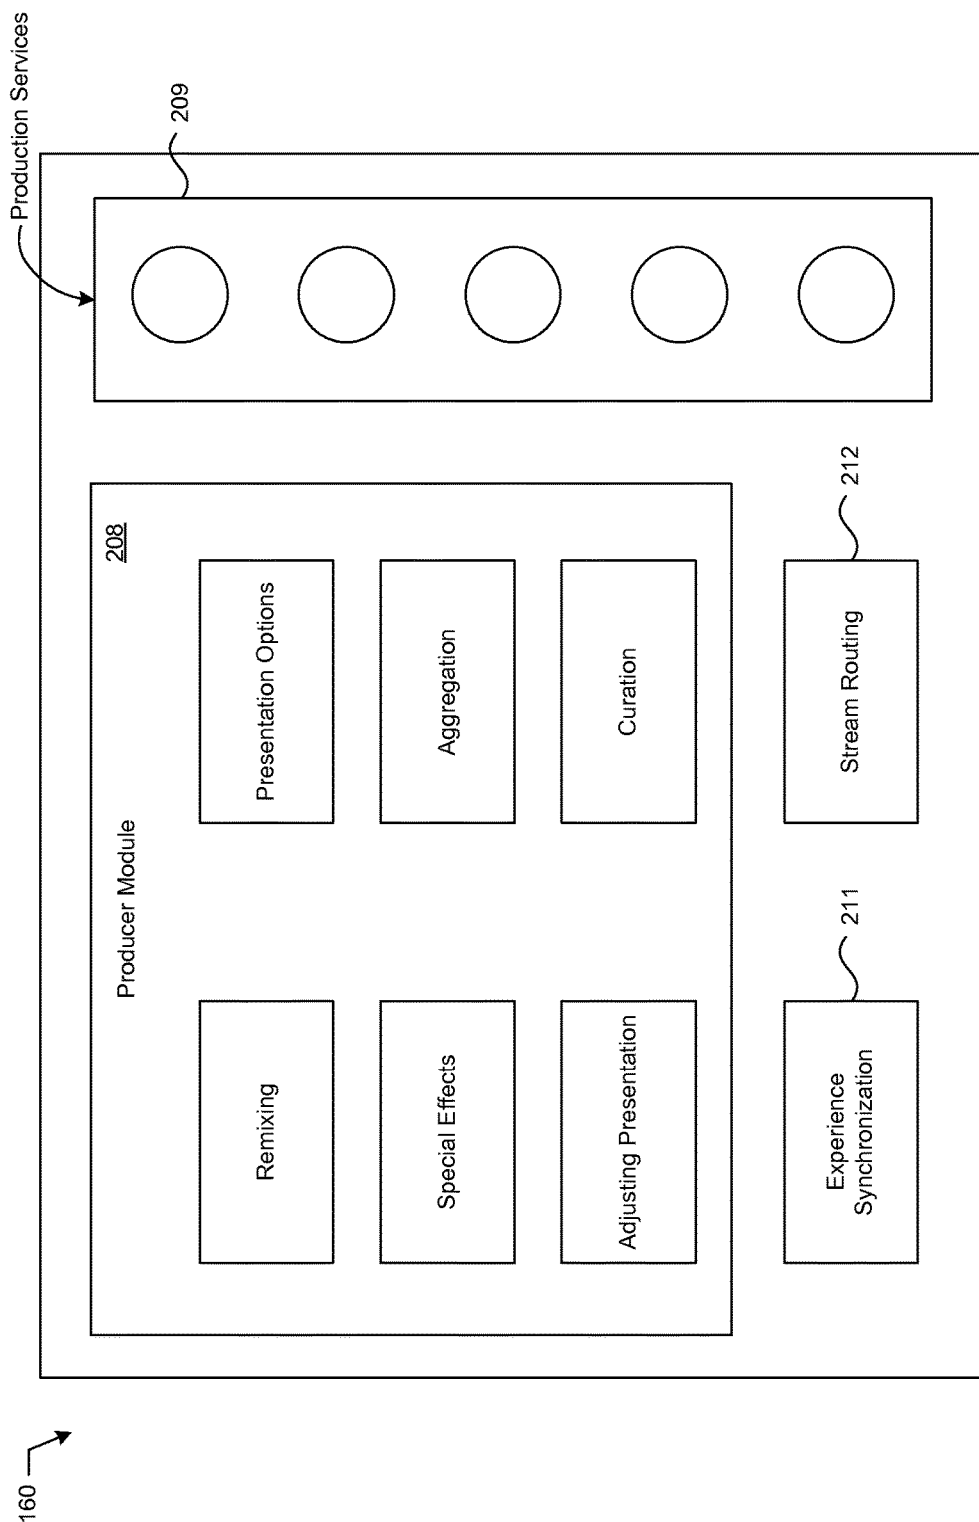 160
Production Services
209
Producer Module
208
Remixing
Presentation Options
Special Effects
Aggregation
Adjusting Presentation
Curation
211
212
Experience
Synchronization
Stream Routing